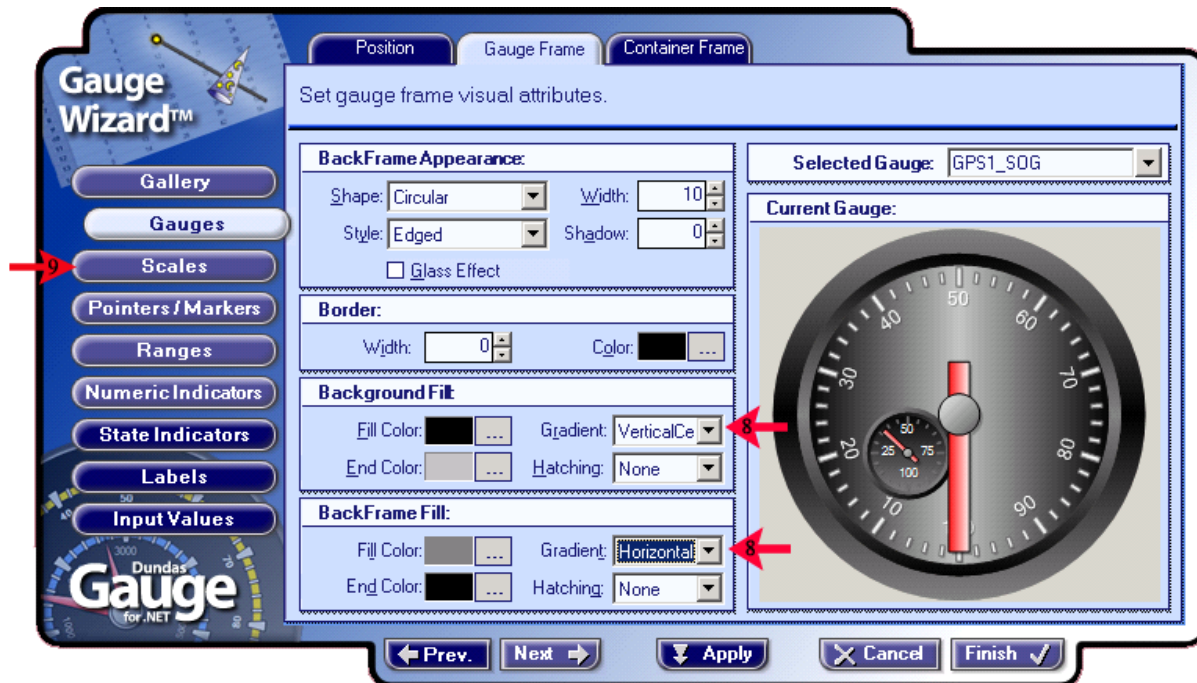 Gauge
Wizard™
Gallery
Gauges
9
Scales
Pointers / Markers
Ranges
Numeric Indicators
State Indicators
Labels
Input Values
Dundas
Gauge
for .NET
3000
50
Position
Gauge Frame
Container Frame
Set gauge frame visual attributes.
BackFrame Appearance:
Shape: Circular
Width: 10
Style: Edged
Shadow: 0
Glass Effect
Border:
Width: 0
Color: ...
Background Fill:
Fill Color: ...
Gradient: VerticalCe
8
End Color: ...
Hatching: None
BackFrame Fill:
Fill Color: ...
Gradient: Horizontal
8
End Color: ...
Hatching: None
Selected Gauge: GPS1_SOG
Current Gauge:
50
40
60
30
70
20
80
10
90
50
25
75
100
Prev.
Next
Apply
Cancel
Finish